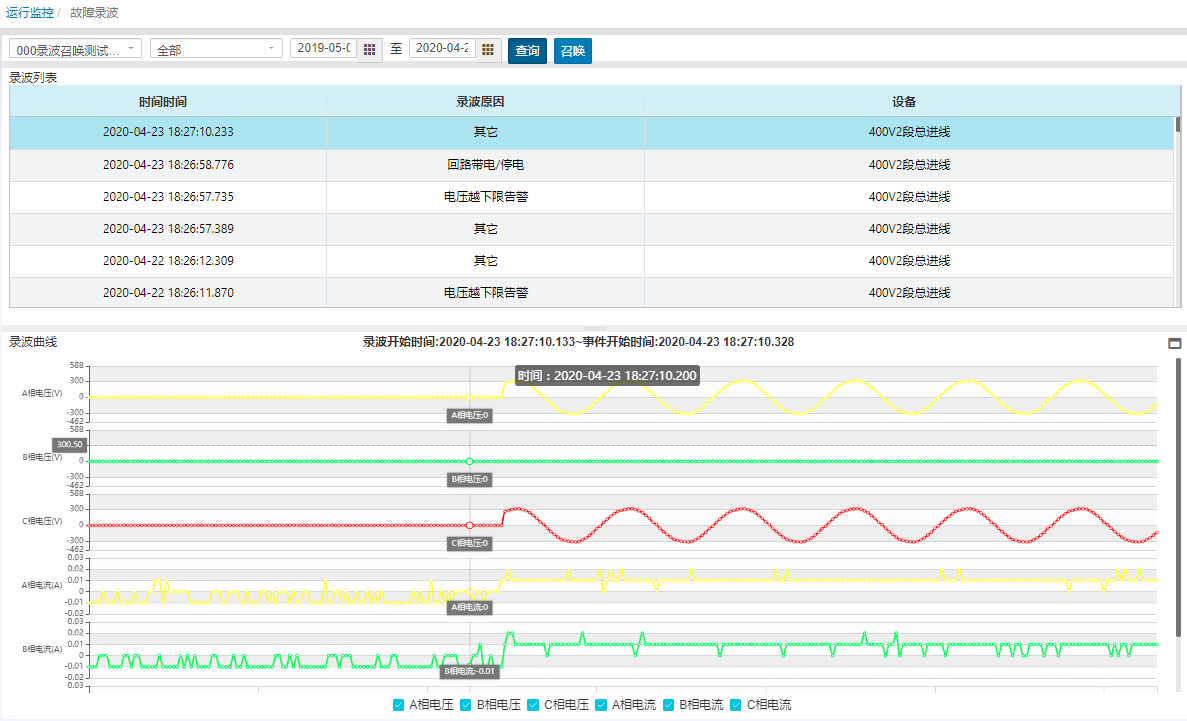 运行监控 / 故障录波
000录波召唤测试... 全部 2019-05-0 至 2020-04-2 查询 召唤
录波列表
时间时间 录波原因 设备
2020-04-23 18:27:10.233 其它 400V2段总进线
2020-04-23 18:26:58.776 回路带电/停电 400V2段总进线
2020-04-23 18:26:57.735 电压越下限告警 400V2段总进线
2020-04-23 18:26:57.389 其它 400V2段总进线
2020-04-22 18:26:12.309 其它 400V2段总进线
2020-04-22 18:26:11.870 电压越下限告警 400V2段总进线
录波曲线 录波开始时间:2020-04-23 18:27:10.133~事件开始时间:2020-04-23 18:27:10.328
588
时间：2020-04-23 18:27:10.200
300
A相电压(V) 0
-300 A相电压:0
-462
588
300.50
B相电压(V) 0
-300 B相电压:0
-462
588
300
C相电压(V) 0
-300 C相电压:0
-462
0.03
0.02
0.01
A相电流(A) 0
-0.01 A相电流:0
-0.02
0.03
0.02
0.01
B相电流(A) 0
-0.01 B相电流:-0.01
-0.02
0.03
A相电压 B相电压 C相电压 A相电流 B相电流 C相电流